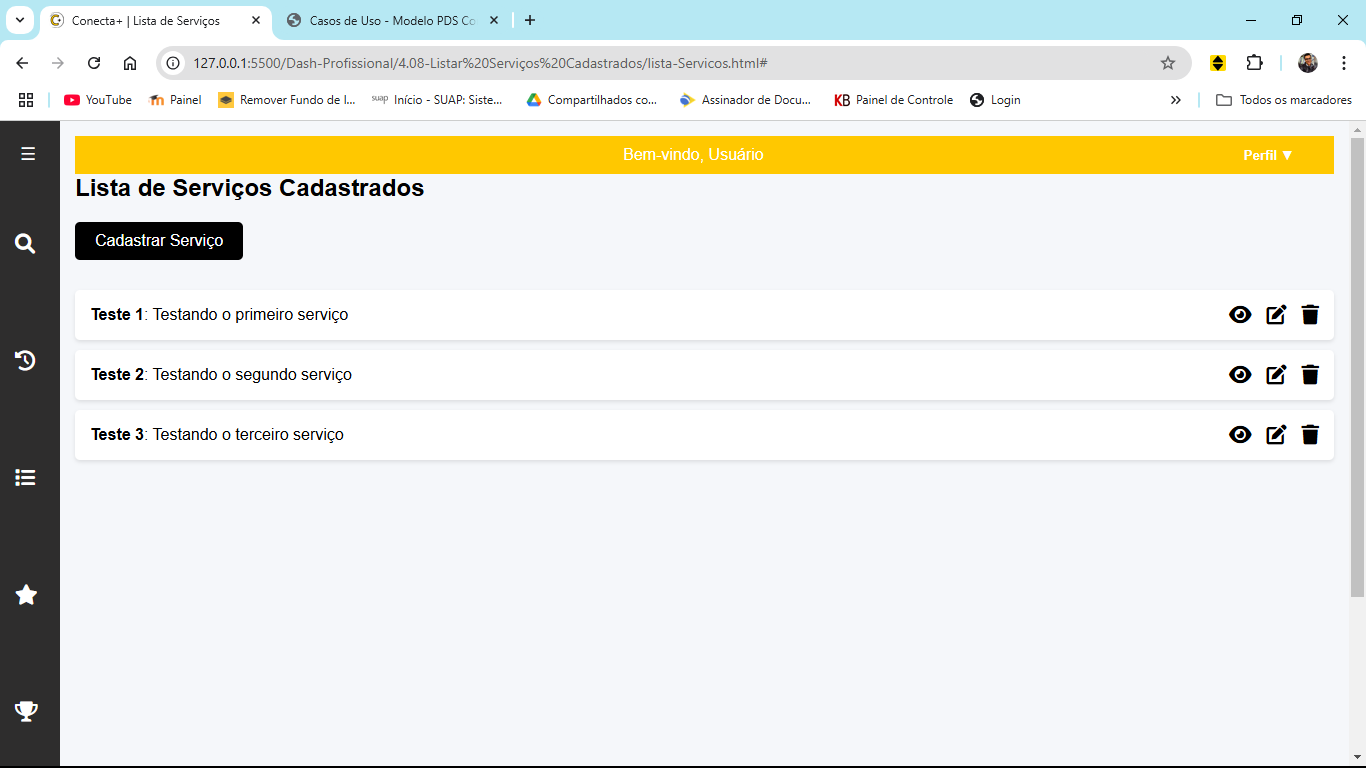 Conecta+ | Lista de Serviços
Casos de Uso - Modelo PDS Co
127.0.0.1:5500/Dash-Profissional/4.08-Listar%20Serviços%20Cadastrados/lista-Servicos.html#
YouTube
Painel
Remover Fundo de I...
suap Início - SUAP: Siste...
Compartilhados co...
Assinador de Docu...
KB Painel de Controle
Login
Todos os marcadores
Bem-vindo, Usuário
Perfil ▼
Lista de Serviços Cadastrados
Cadastrar Serviço
Teste 1: Testando o primeiro serviço
Teste 2: Testando o segundo serviço
Teste 3: Testando o terceiro serviço